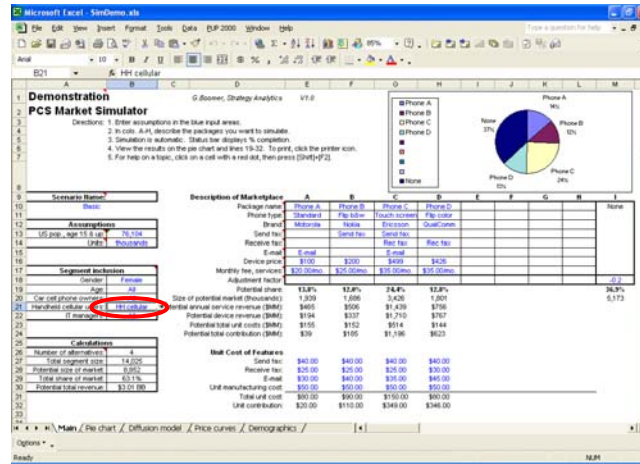 Microsoft Excel - SimDemo.xls
File Edit View Insert Format Tools Data PUP 2000 Window Help
Type a question for help
Arial 10 85%
B21 HH cellular
A B C D E F G H I J K L M
Demonstration G.Boomer, Strategy Analytics V1.0
PCS Market Simulator
Directions: 1. Enter assumptions in the blue input areas.
2. In cols. A-H, describe the packages you want to simulate.
3. Simulation is automatic. Status bar displays % completion.
4. View the results on the pie chart and lines 19-32. To print, click the printer icon.
5. For help on a topic, click on a cell with a red dot, then press [Shift]+[F2].
Phone A
Phone B
Phone C
Phone D
None
Phone A
14%
Phone B
12%
Phone C
24%
Phone D
13%
None
37%
Scenario Name: Description of Marketplace A B C D E F G H I
Basic Package name Phone A Phone B Phone C Phone D None
Phone type: Standard Flip b&w Touch screen Flip color
Assumptions Brand Motorola Nokia Ericsson QualComm
US pop., age 15 & up 76,104 Send fax: Send fax Send fax
Units thousands Receive fax: Rec fax Rec fax
E-mail E-mail E-mail
Device price: $100 $200 $499 $426
Segment inclusion Monthly fee, services $20.00/mo. $25.00/mo. $35.00/mo. $35.00/mo.
Gender Female Adjustment factor -0.2
Age: All Potential share: 13.8% 12.0% 24.4% 12.8% 36.9%
Car cell phone owners Size of potential market (thousands): 1,939 1,686 3,426 1,801 5,173
Handheld cellular users HH cellular Potential annual service revenue ($MM): $465 $506 $1,439 $756
IT managers Potential device revenue ($MM): $194 $337 $1,710 $767
Potential total unit costs ($MM): $155 $152 $514 $144
Potential total contribution ($MM): $39 $185 $1,196 $623
Calculations
Number of alternatives: 4 Unit Cost of Features
Total segment size: 14,025 Send fax: $40.00 $40.00 $40.00 $40.00
Potential size of market: 8,852 Receive fax: $25.00 $25.00 $25.00 $30.00
Total share of market: 63.1% E-mail: $30.00 $40.00 $35.00 $45.00
Potential total revenue: $3.01 BB Unit manufacturing cost: $50.00 $50.00 $50.00 $50.00
Total unit cost: $80.00 $90.00 $150.00 $80.00
Unit contribution: $20.00 $110.00 $349.00 $346.00
Main / Pie chart / Diffusion model / Price curves / Demographics /
Options
Ready NUM